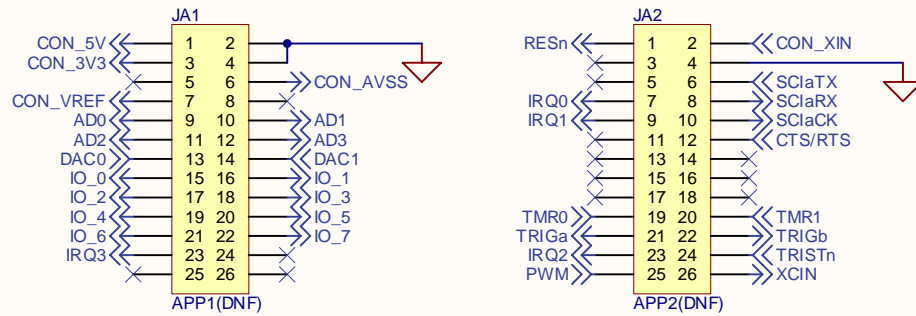 JA1
CON_5V 1 2
CON_3V3 3 4
5 6 CON_AVSS
CON_VREF 7 8
AD0 9 10 AD1
AD2 11 12 AD3
DAC0 13 14 DAC1
IO_0 15 16 IO_1
IO_2 17 18 IO_3
IO_4 19 20 IO_5
IO_6 21 22 IO_7
IRQ3 23 24
25 26
APP1(DNF)
JA2
RESn 1 2 CON_XIN
3 4
5 6 SCIaTX
IRQ0 7 8 SCIaRX
IRQ1 9 10 SCIaCK
11 12 CTS/RTS
13 14
15 16
17 18
TMR0 19 20 TMR1
TRIGa 21 22 TRIGb
IRQ2 23 24 TRISTn
PWM 25 26 XCIN
APP2(DNF)